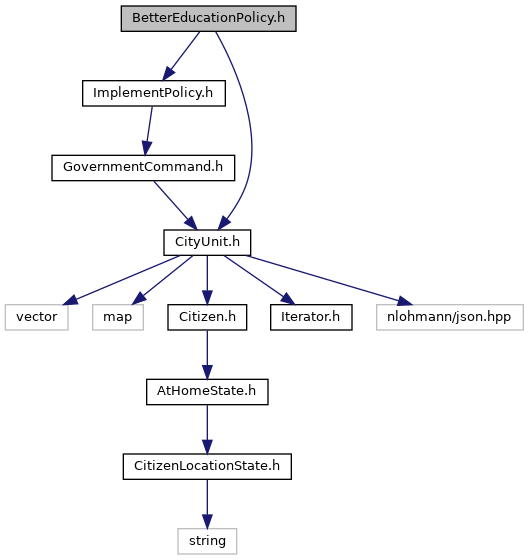 BetterEducationPolicy.h
ImplementPolicy.h
GovernmentCommand.h
CityUnit.h
vector
map
Citizen.h
Iterator.h
nlohmann/json.hpp
AtHomeState.h
CitizenLocationState.h
string